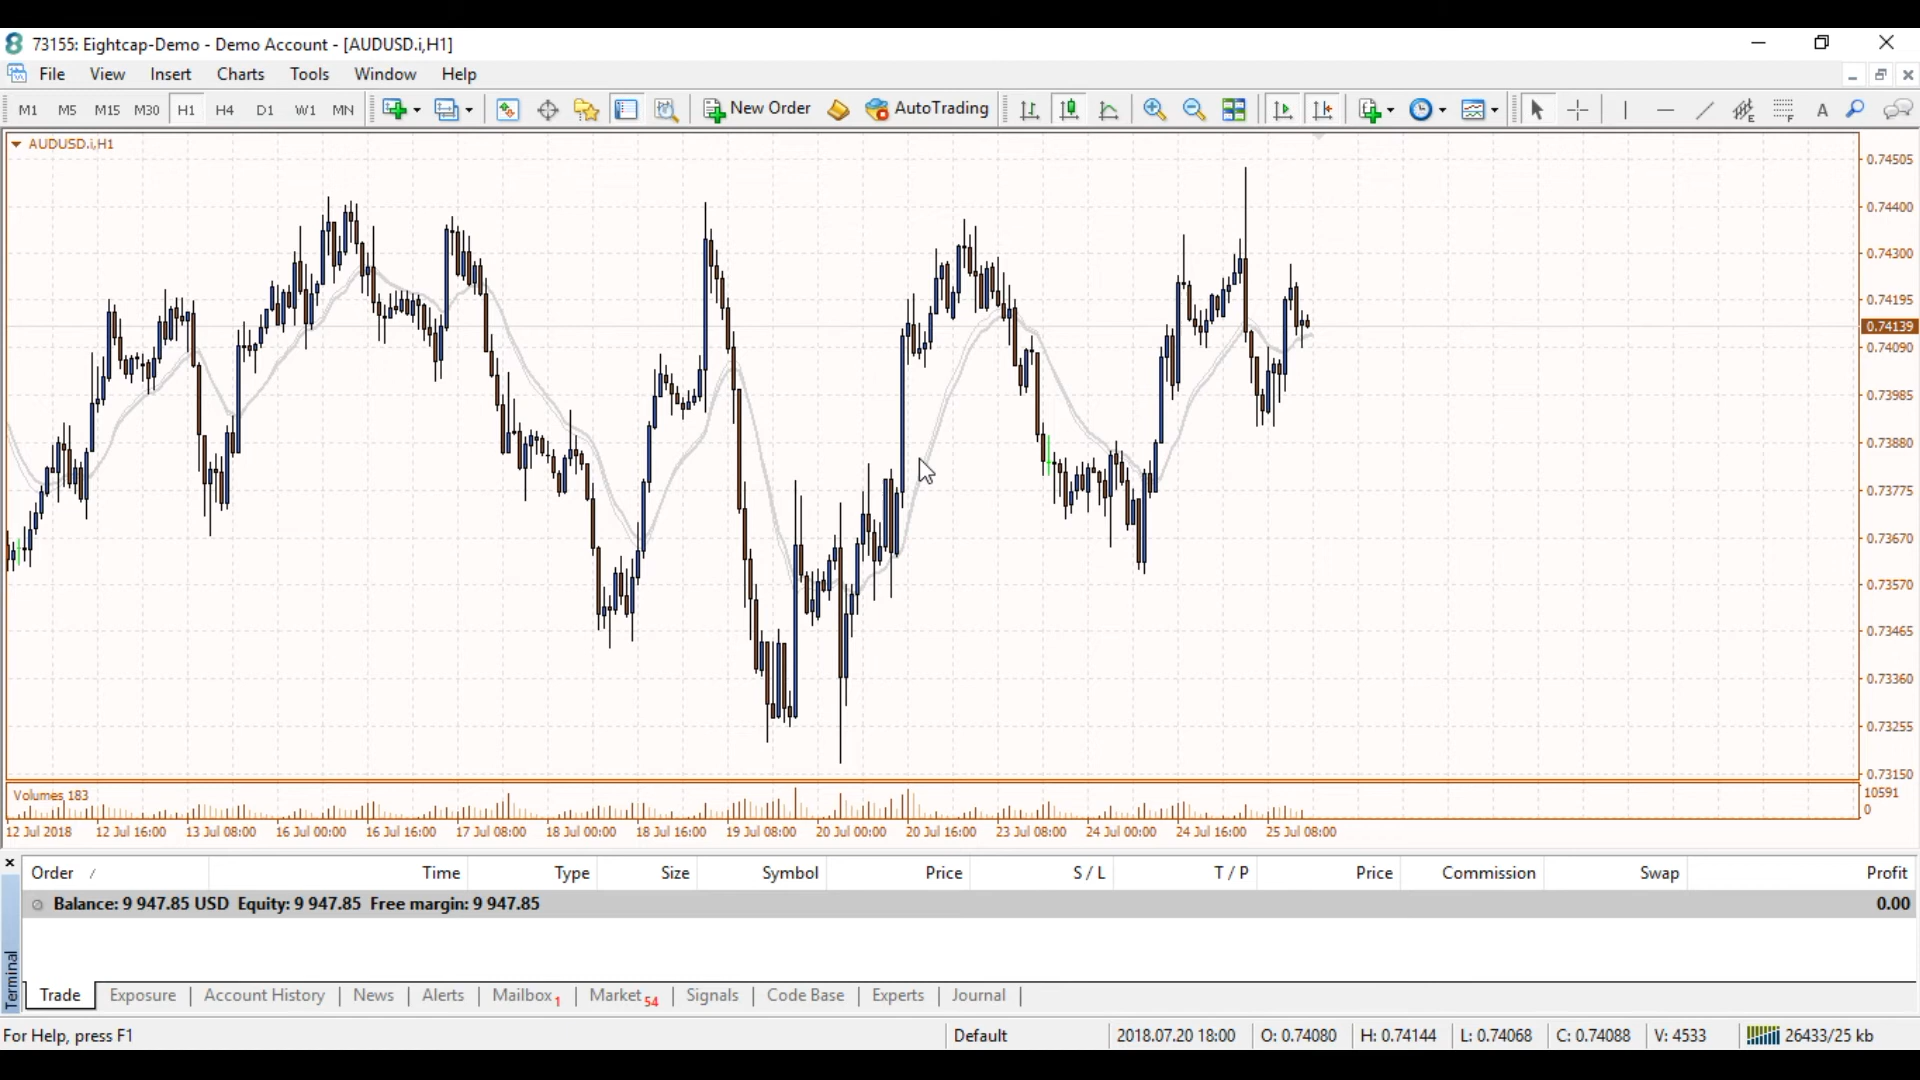 73155: Eightcap-Demo - Demo Account - [AUDUSD.i,H1]
File View Insert Charts Tools Window Help
M1 M5 M15 M30 H1 H4 D1 W1 MN New Order AutoTrading A
AUDUSD.i,H1
0.74505
0.74400
0.74300
0.74195
0.74139
0.74090
0.73985
0.73880
0.73775
0.73670
0.73570
0.73465
0.73360
0.73255
0.73150
Volumes 183
10591
0
12 Jul 2018 12 Jul 16:00 13 Jul 08:00 16 Jul 00:00 16 Jul 16:00 17 Jul 08:00 18 Jul 00:00 18 Jul 16:00 19 Jul 08:00 20 Jul 00:00 20 Jul 16:00 23 Jul 08:00 24 Jul 00:00 24 Jul 16:00 25 Jul 08:00
Order / Time Type Size Symbol Price S / L T / P Price Commission Swap Profit
Balance: 9 947.85 USD Equity: 9 947.85 Free margin: 9 947.85 0.00
Terminal
Trade Exposure Account History News Alerts Mailbox 1 Market 54 Signals Code Base Experts Journal
For Help, press F1 Default 2018.07.20 18:00 O: 0.74080 H: 0.74144 L: 0.74068 C: 0.74088 V: 4533 26433/25 kb